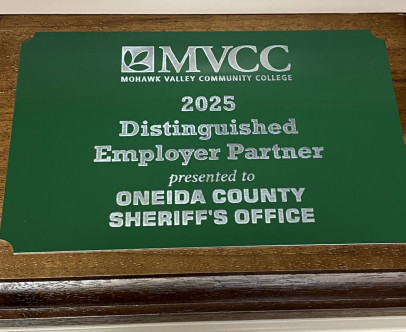 MVCC
MOHAWK VALLEY COMMUNITY COLLEGE
2025
Distinguished
Employer Partner
presented to
ONEIDA COUNTY
SHERIFF'S OFFICE